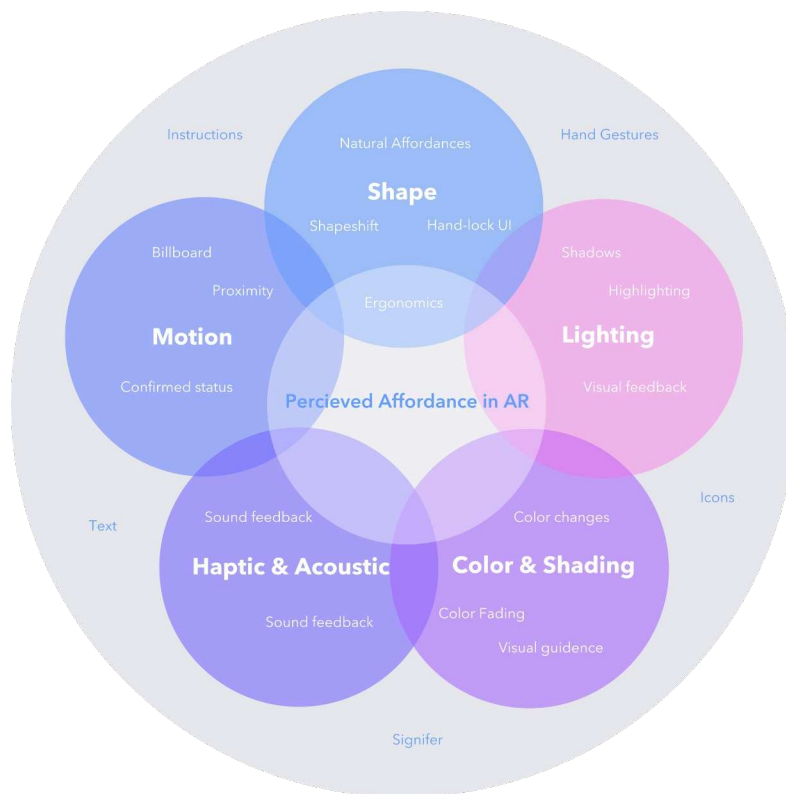 Instructions
Hand Gestures
Natural Affordances
Shape
Shapeshift
Hand-lock UI
Billboard
Proximity
Motion
Confirmed status
Shadows
Highlighting
Lighting
Visual feedback
Ergonomics
Percieved Affordance in AR
Text
Icons
Sound feedback
Haptic & Acoustic
Sound feedback
Color changes
Color & Shading
Color Fading
Visual guidence
Signifer